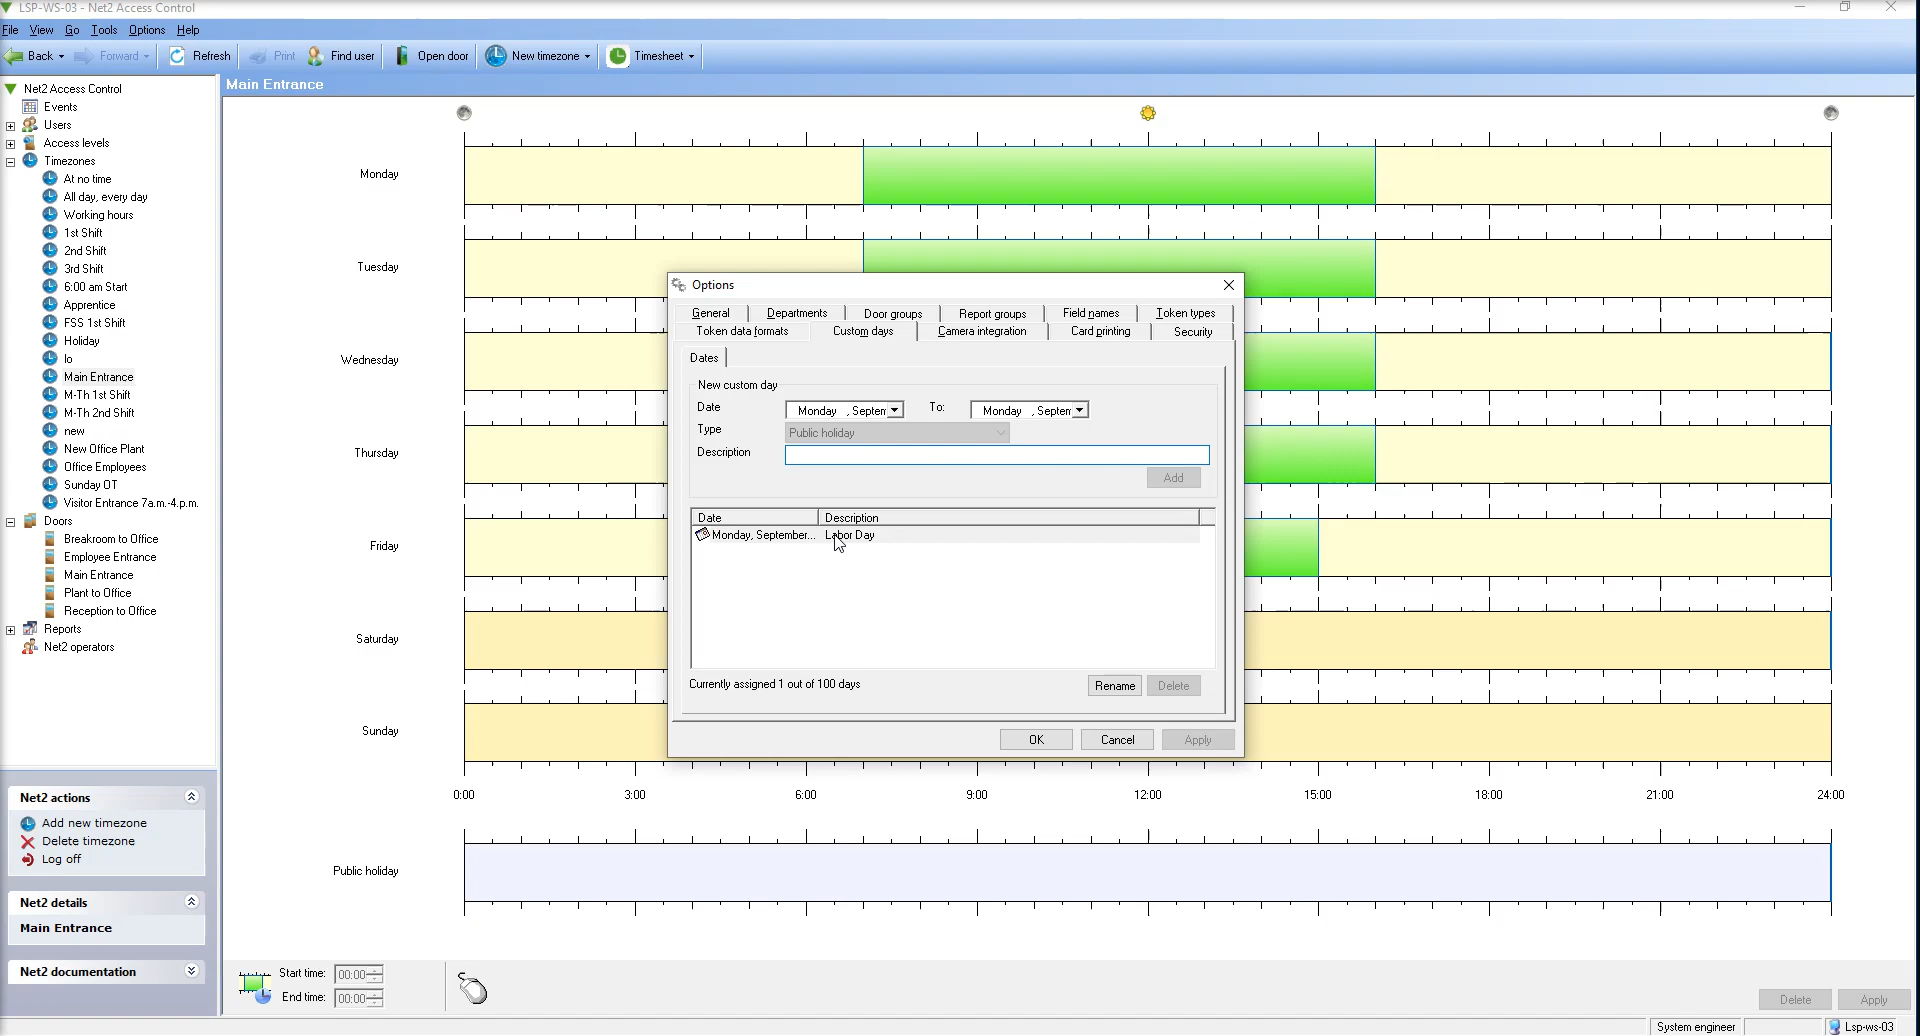 LSP-WS-03 - Net2 Access Control
File View Go Tools Options Help
Back Forward Refresh Print Find user Open door New timezone Timesheet
Net2 Access Control
Events
Users
Access levels
Timezones
At no time
All day, every day
Working hours
1st Shift
2nd Shift
3rd Shift
6:00 am Start
Apprentice
FSS 1st Shift
Holiday
lo
Main Entrance
M-Th 1st Shift
M-Th 2nd Shift
new
New Office Plant
Office Employees
Sunday OT
Visitor Entrance 7a.m.-4.p.m.
Doors
Breakroom to Office
Employee Entrance
Main Entrance
Plant to Office
Reception to Office
Reports
Net2 operators
Net2 actions
Add new timezone
Delete timezone
Log off
Net2 details
Main Entrance
Net2 documentation
Main Entrance
Monday
Tuesday
Wednesday
Thursday
Friday
Saturday
Sunday
0:00 3:00 6:00 9:00 12:00 15:00 18:00 21:00 24:00
Public holiday
Options
General Departments Door groups Report groups Field names Token types
Token data formats Custom days Camera integration Card printing Security
Dates
New custom day
Date Monday , Septem To: Monday , Septem
Type Public holiday
Description
Add
Date Description
Monday, September... Labor Day
Currently assigned 1 out of 100 days
Rename Delete
OK Cancel Apply
Start time: 00:00
End time: 00:00
Delete Apply
System engineer Lsp-ws-03